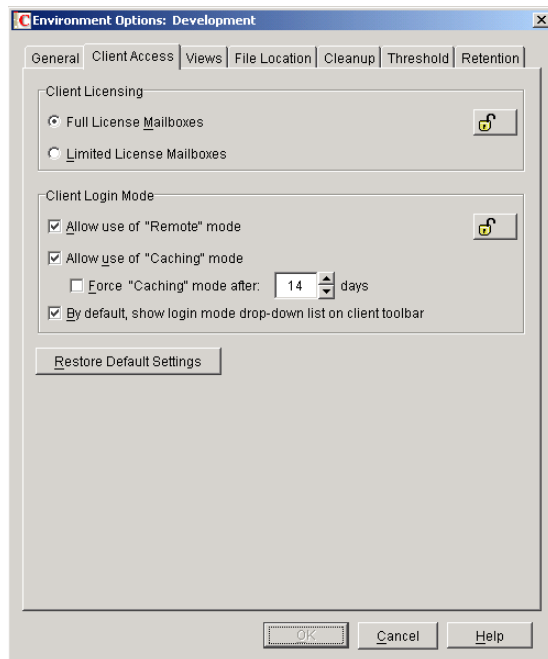 Environment Options: Development
General Client Access Views File Location Cleanup Threshold Retention
Client Licensing
Full License Mailboxes
Limited License Mailboxes
Client Login Mode
Allow use of "Remote" mode
Allow use of "Caching" mode
Force "Caching" mode after: 14 days
By default, show login mode drop-down list on client toolbar
Restore Default Settings
OK Cancel Help